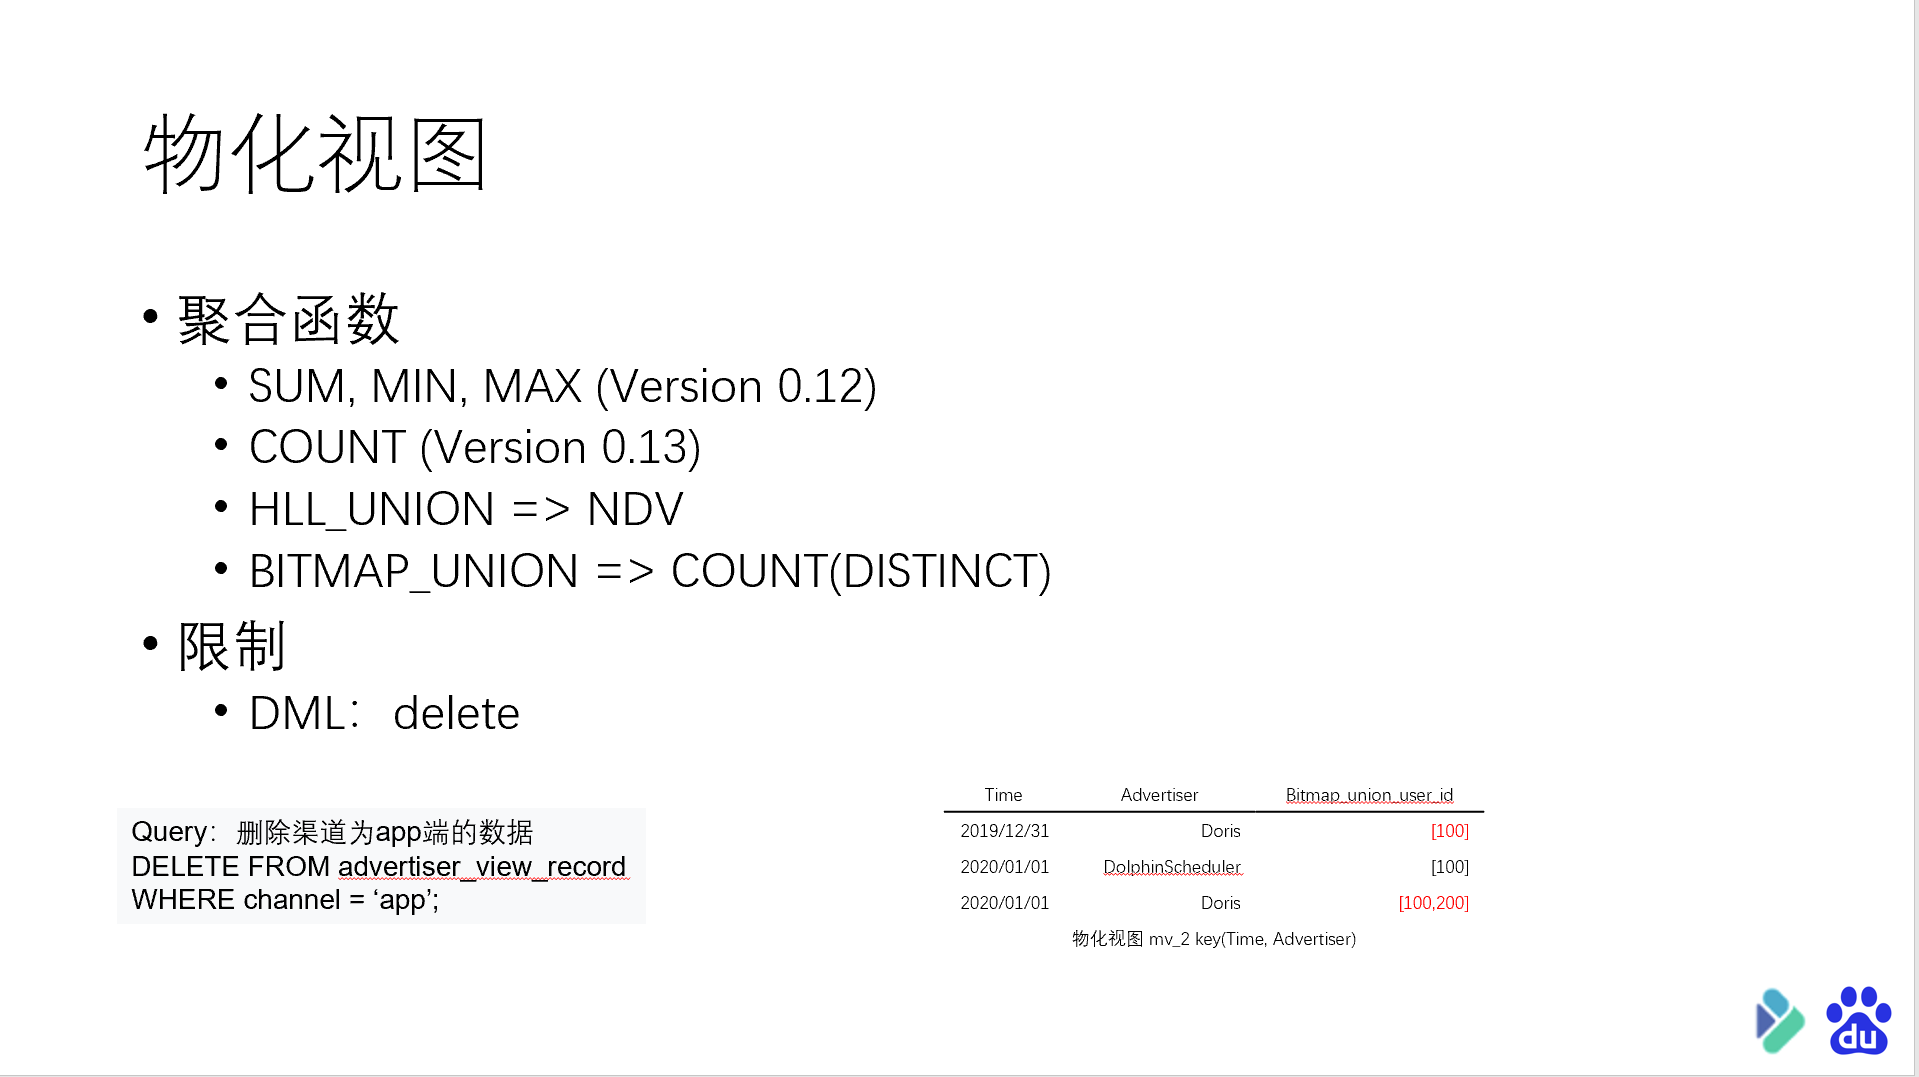 物化视图
• 聚合函数
• SUM, MIN, MAX (Version 0.12)
• COUNT (Version 0.13)
• HLL_UNION => NDV
• BITMAP_UNION => COUNT(DISTINCT)
• 限制
• DML： delete
Query：删除渠道为app端的数据
DELETE FROM advertiser_view_record
WHERE channel = ‘app’;
Time Advertiser Bitmap_union_user_id
2019/12/31 Doris [100]
2020/01/01 DolphinScheduler [100]
2020/01/01 Doris [100,200]
物化视图 mv_2 key(Time, Advertiser)
du